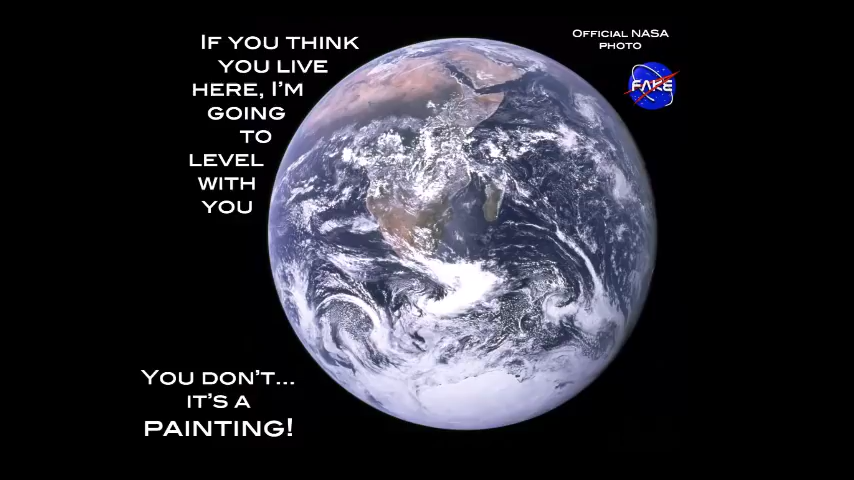 If you think
you live
here, I'm
going
to
level
with
you
Official NASA
photo
FAKE
You don't...
it's a
painting!